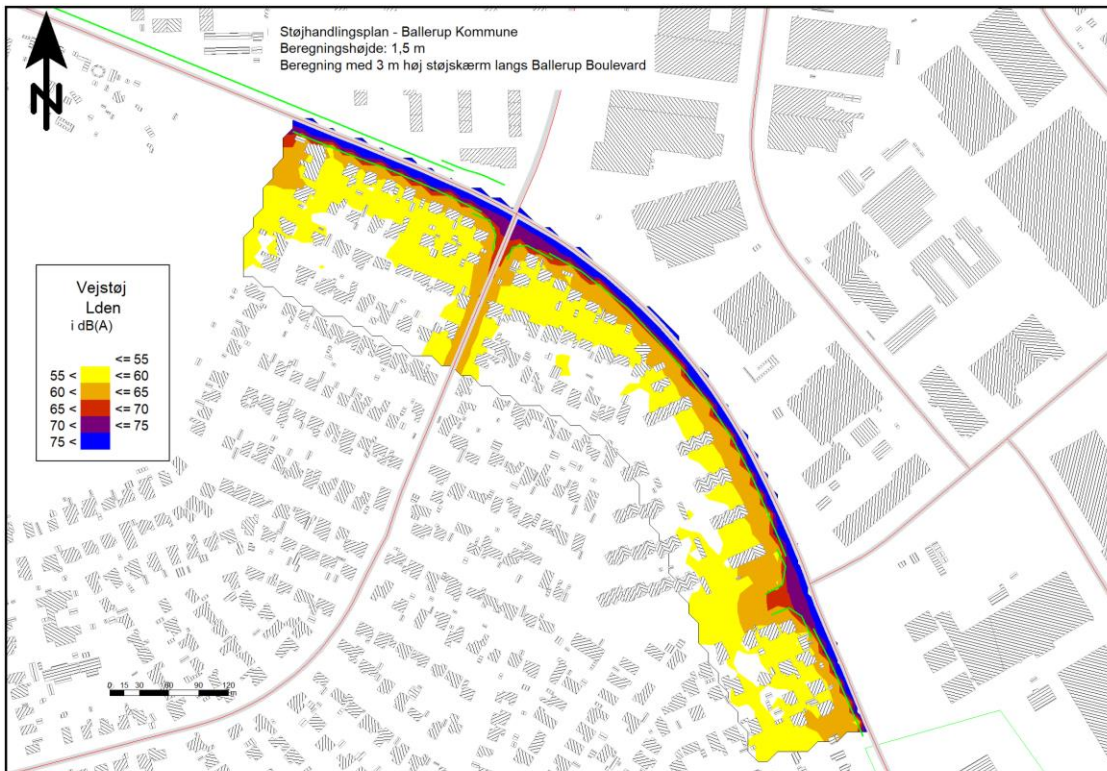 Støjhandlingsplan - Ballerup Kommune
Beregningshøjde: 1,5 m
Beregning med 3 m høj støjskærm langs Ballerup Boulevard
N
Vejstøj
Lden
i dB(A)
<= 55
55 < <= 60
60 < <= 65
65 < <= 70
70 < <= 75
75 <
0 15 30 60 90 120
m